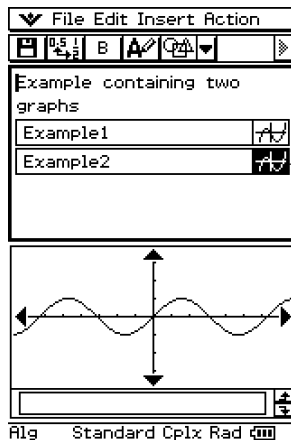 File Edit Insert Action
B
Example containing two
graphs
Example1
Example2
Alg Standard Cplx Rad